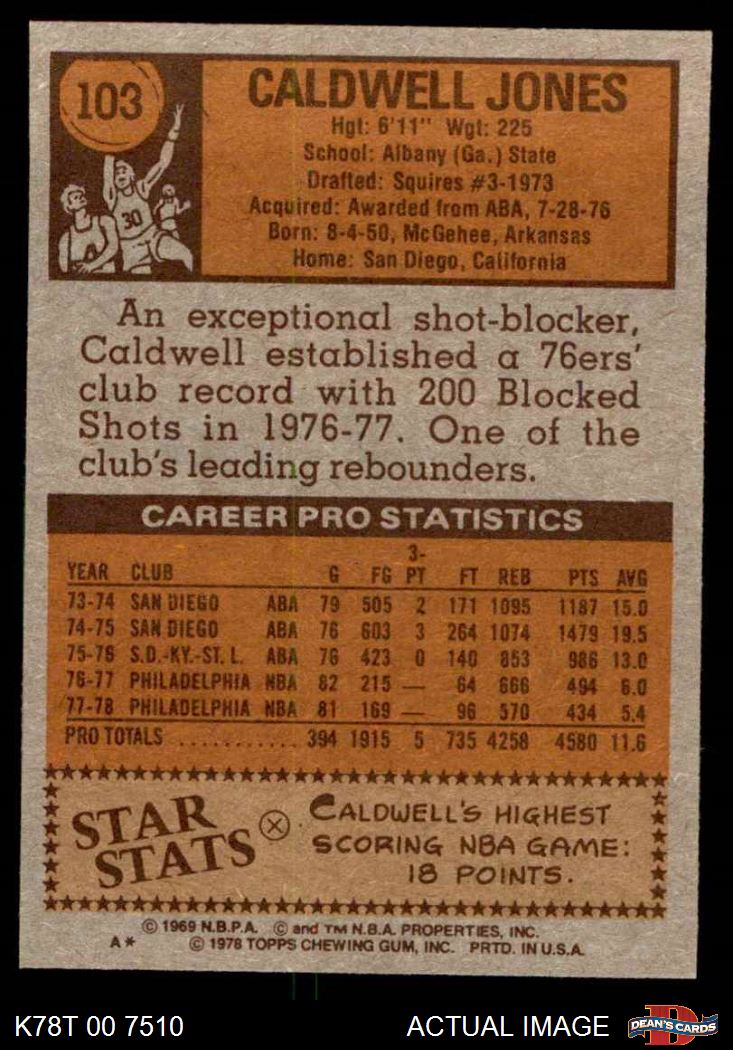 103
CALDWELL JONES
Hgt: 6'11" Wgt: 225
School: Albany (Ga.) State
Drafted: Squires #3-1973
Acquired: Awarded from ABA, 7-28-76
Born: 8-4-50, McGehee, Arkansas
Home: San Diego, California
30
An exceptional shot-blocker,
Caldwell established a 76ers'
club record with 200 Blocked
Shots in 1976-77. One of the
club's leading rebounders.
CAREER PRO STATISTICS
YEAR CLUB G FG 3-PT FT REB PTS AVG
73-74 SAN DIEGO ABA 79 505 2 171 1095 1187 15.0
74-75 SAN DIEGO ABA 76 603 3 264 1074 1479 19.5
75-76 S.D.-KY.-ST. L. ABA 76 423 0 140 853 986 13.0
76-77 PHILADELPHIA NBA 82 215 — 64 666 494 6.0
77-78 PHILADELPHIA NBA 81 169 — 96 570 434 5.4
PRO TOTALS ........... 394 1915 5 735 4258 4580 11.6
STAR
STATS
CALDWELL'S HIGHEST
SCORING NBA GAME:
18 POINTS.
© 1969 N.B.P.A. © and TM N.B.A. PROPERTIES, INC.
A* © 1978 TOPPS CHEWING GUM, INC. PRTD. IN U.S.A.
K78T 00 7510 ACTUAL IMAGE
D
DEAN'S CARDS